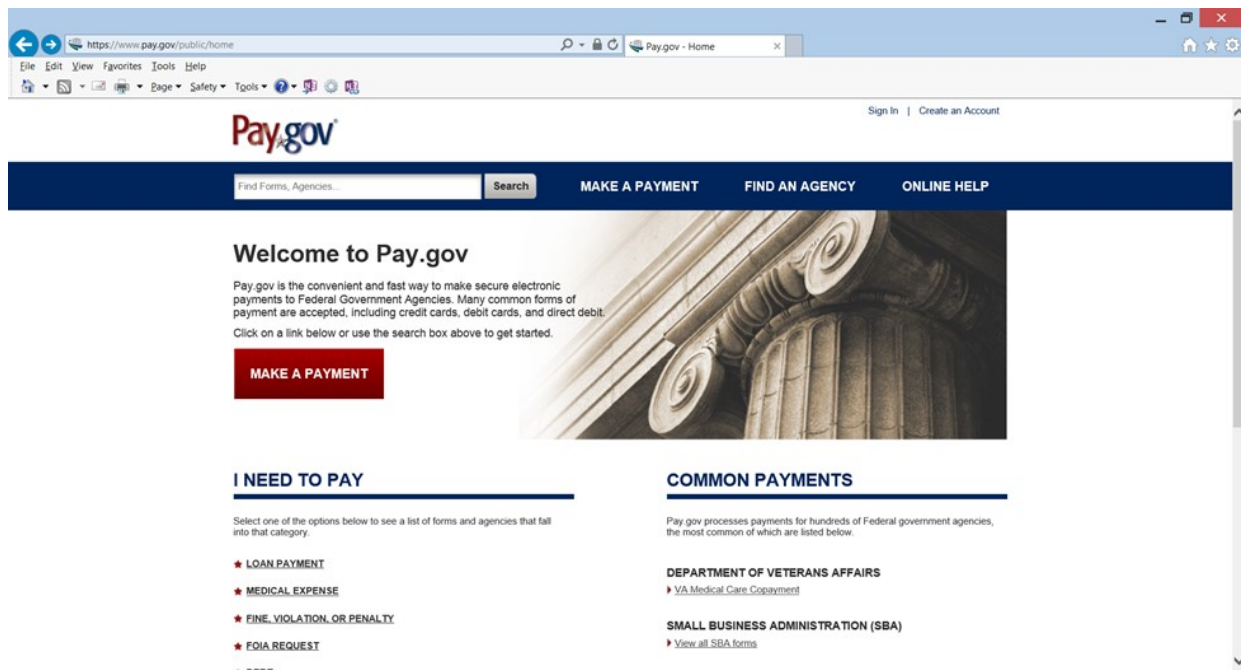 https://www.pay.gov/public/home
Pay.gov - Home
File Edit View Favorites Tools Help
Page Safety Tools
Sign In | Create an Account
Pay.gov
Find Forms, Agencies...
Search
MAKE A PAYMENT
FIND AN AGENCY
ONLINE HELP
Welcome to Pay.gov
Pay.gov is the convenient and fast way to make secure electronic
payments to Federal Government Agencies. Many common forms of
payment are accepted, including credit cards, debit cards, and direct debit.
Click on a link below or use the search box above to get started.
MAKE A PAYMENT
I NEED TO PAY
Select one of the options below to see a list of forms and agencies that fall
into that category.
LOAN PAYMENT
MEDICAL EXPENSE
FINE, VIOLATION, OR PENALTY
FOIA REQUEST
COMMON PAYMENTS
Pay.gov processes payments for hundreds of Federal government agencies,
the most common of which are listed below.
DEPARTMENT OF VETERANS AFFAIRS
VA Medical Care Copayment
SMALL BUSINESS ADMINISTRATION (SBA)
View all SBA forms